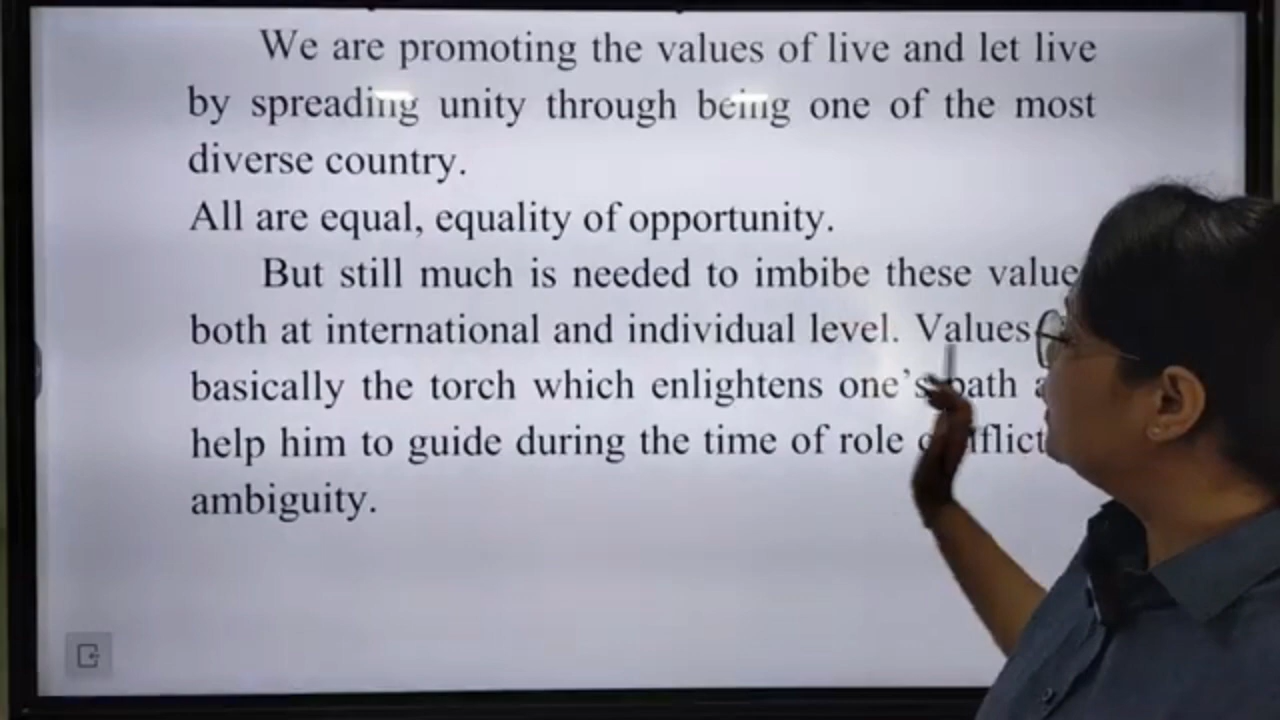 We are promoting the values of live and let live
by spreading unity through being one of the most
diverse country.
All are equal, equality of opportunity.
But still much is needed to imbibe these value
both at international and individual level. Values
basically the torch which enlightens one's path
help him to guide during the time of role
ambiguity.